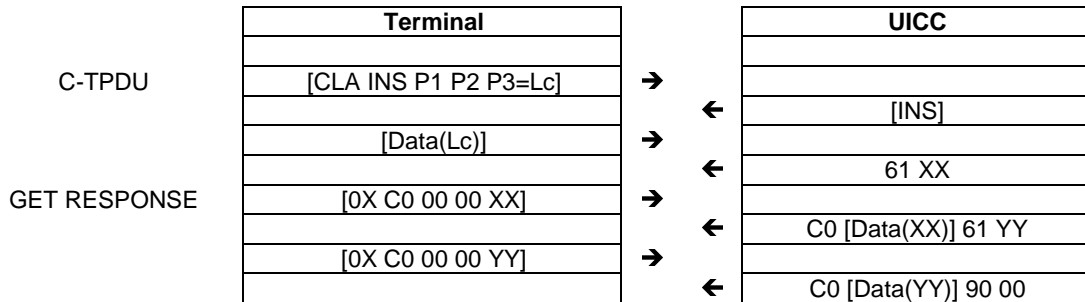 Terminal UICC
C-TPDU [CLA INS P1 P2 P3=Lc] ➔
🡰 [INS]
[Data(Lc)] ➔
🡰 61 XX
GET RESPONSE [0X C0 00 00 XX] ➔
🡰 C0 [Data(XX)] 61 YY
[0X C0 00 00 YY] ➔
🡰 C0 [Data(YY)] 90 00